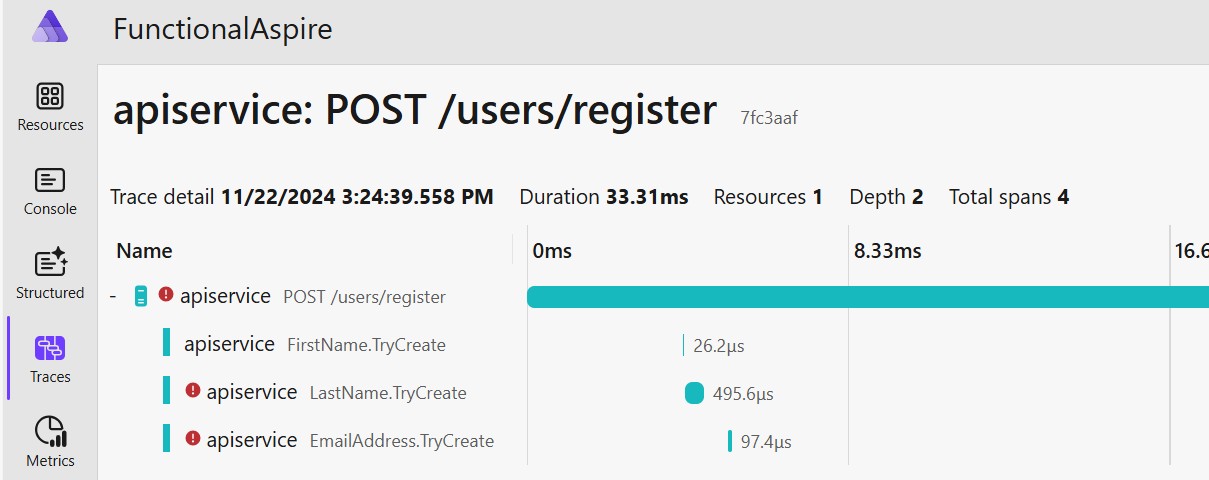 FunctionalAspire
Resources
Console
Structured
Traces
Metrics
apiservice: POST /users/register 7fc3aaf
Trace detail 11/22/2024 3:24:39.558 PM Duration 33.31ms Resources 1 Depth 2 Total spans 4
Name 0ms 8.33ms 16.6
- apiservice POST /users/register
apiservice FirstName.TryCreate 26.2μs
apiservice LastName.TryCreate 495.6μs
apiservice EmailAddress.TryCreate 97.4μs